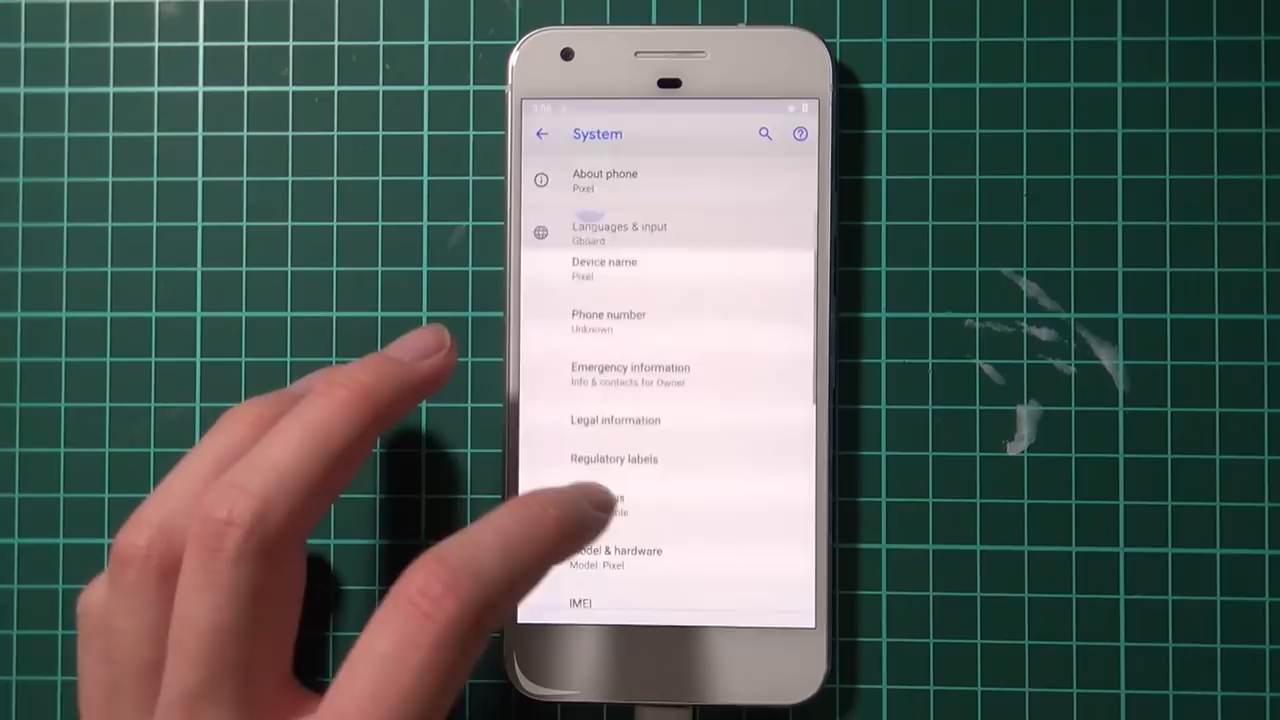 System
About phone
Pixel
Languages & input
Gboard
Device name
Pixel
Phone number
Unknown
Emergency information
Info & contacts for Owner
Legal information
Regulatory labels
& hardware
Model: Pixel
IMEI